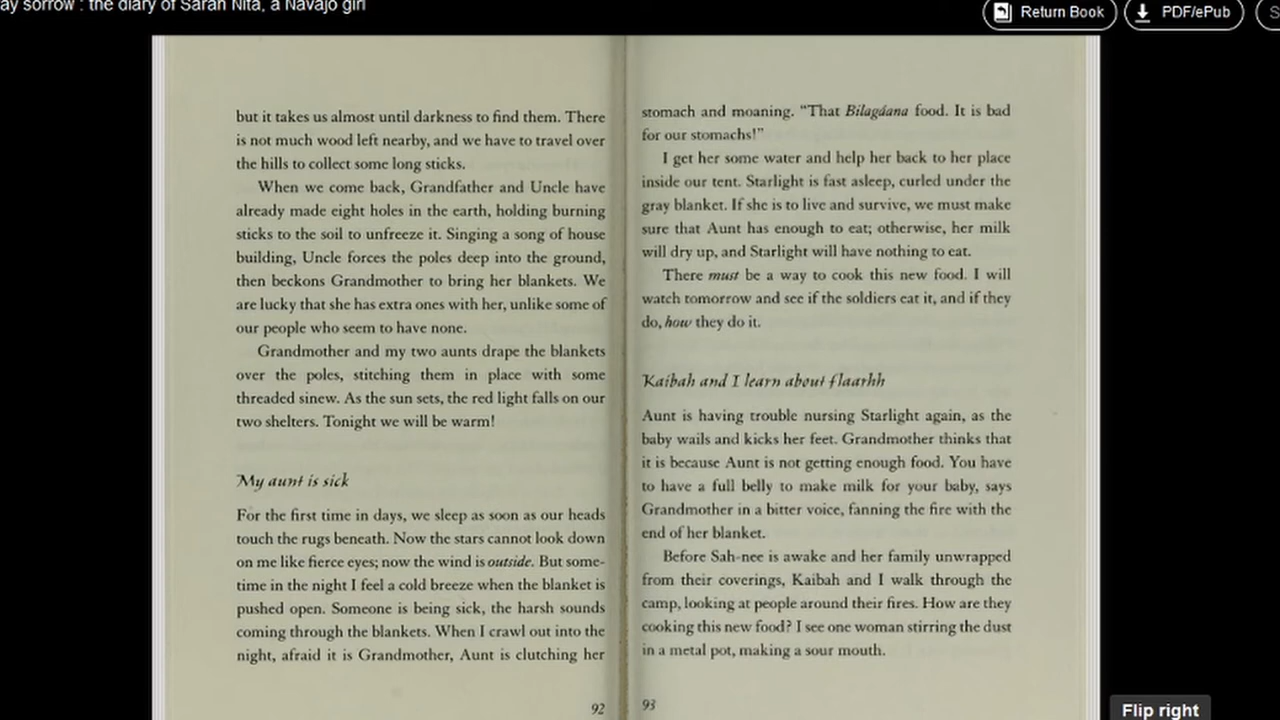 ay sorrow : the diary of Sarah Nita, a Navajo girl
Return Book
PDF/ePub
S
but it takes us almost until darkness to find them. There
is not much wood left nearby, and we have to travel over
the hills to collect some long sticks.
When we come back, Grandfather and Uncle have
already made eight holes in the earth, holding burning
sticks to the soil to unfreeze it. Singing a song of house
building, Uncle forces the poles deep into the ground,
then beckons Grandmother to bring her blankets. We
are lucky that she has extra ones with her, unlike some of
our people who seem to have none.
Grandmother and my two aunts drape the blankets
over the poles, stitching them in place with some
threaded sinew. As the sun sets, the red light falls on our
two shelters. Tonight we will be warm!
My aunt is sick
For the first time in days, we sleep as soon as our heads
touch the rugs beneath. Now the stars cannot look down
on me like fierce eyes; now the wind is outside. But some-
time in the night I feel a cold breeze when the blanket is
pushed open. Someone is being sick, the harsh sounds
coming through the blankets. When I crawl out into the
night, afraid it is Grandmother, Aunt is clutching her
92
stomach and moaning. “That Bilagáana food. It is bad
for our stomachs!”
I get her some water and help her back to her place
inside our tent. Starlight is fast asleep, curled under the
gray blanket. If she is to live and survive, we must make
sure that Aunt has enough to eat; otherwise, her milk
will dry up, and Starlight will have nothing to eat.
There must be a way to cook this new food. I will
watch tomorrow and see if the soldiers eat it, and if they
do, how they do it.
Kaibah and I learn about flaarhh
Aunt is having trouble nursing Starlight again, as the
baby wails and kicks her feet. Grandmother thinks that
it is because Aunt is not getting enough food. You have
to have a full belly to make milk for your baby, says
Grandmother in a bitter voice, fanning the fire with the
end of her blanket.
Before Sah-nee is awake and her family unwrapped
from their coverings, Kaibah and I walk through the
camp, looking at people around their fires. How are they
cooking this new food? I see one woman stirring the dust
in a metal pot, making a sour mouth.
93
Flip right